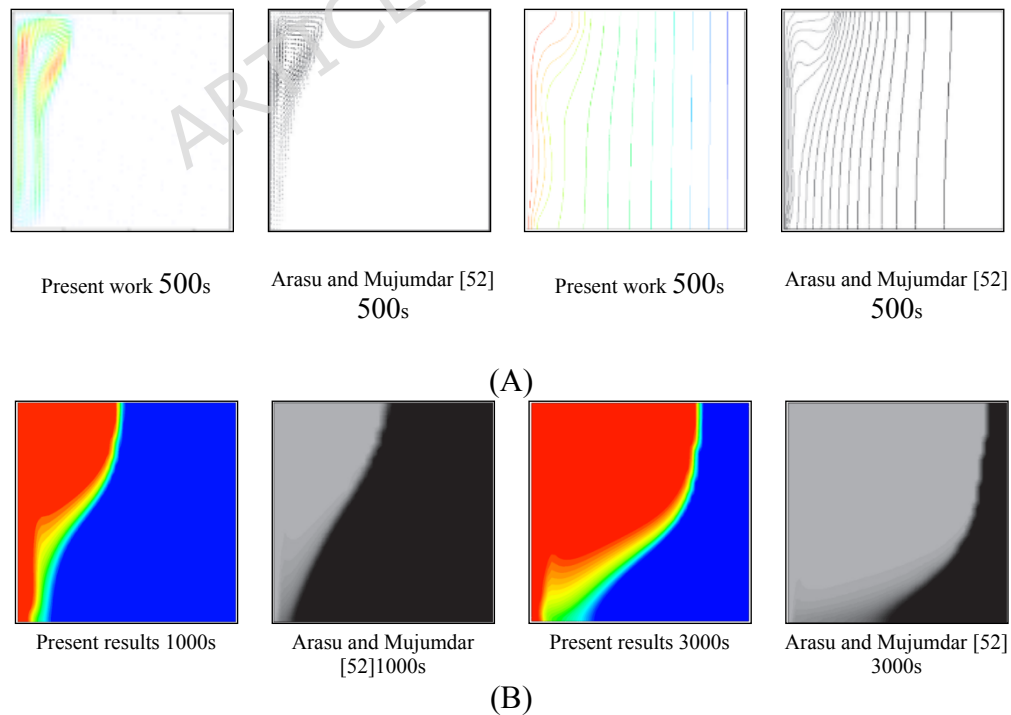 ARTICLE
Present work 500s
Arasu and Mujumdar [52]
500s
Present work 500s
Arasu and Mujumdar [52]
500s
(A)
Present results 1000s
Arasu and Mujumdar
[52]1000s
Present results 3000s
Arasu and Mujumdar [52]
3000s
(B)